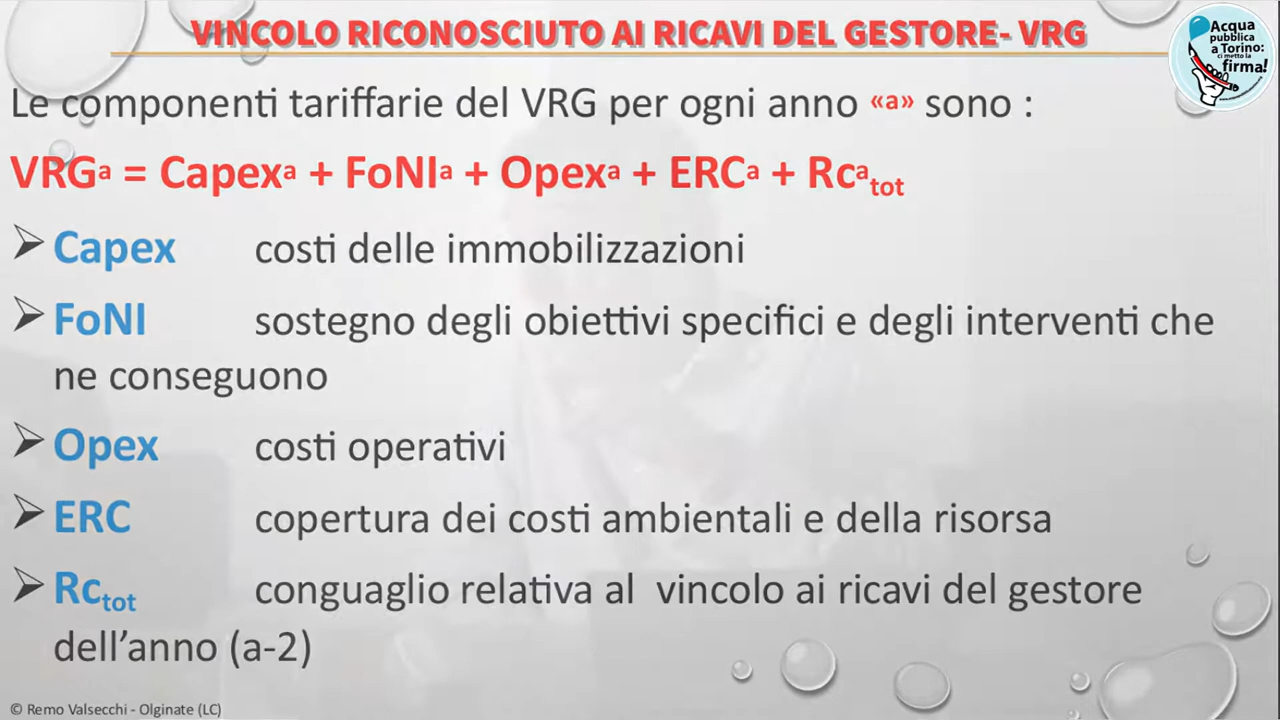 VINCOLO RICONOSCIUTO AI RICAVI DEL GESTORE- VRG
Acqua
pubblica
a Torino:
ci metto la
firma!
Le componenti tariffarie del VRG per ogni anno «a» sono :
VRGᵃ = Capexᵃ + FoNIᵃ + Opexᵃ + ERCᵃ + Rcᵃtot
➢ Capex costi delle immobilizzazioni
➢ FoNI sostegno degli obiettivi specifici e degli interventi che
ne conseguono
➢ Opex costi operativi
➢ ERC copertura dei costi ambientali e della risorsa
➢ Rctot conguaglio relativa al vincolo ai ricavi del gestore
dell’anno (a-2)
© Remo Valsecchi - Olginate (LC)